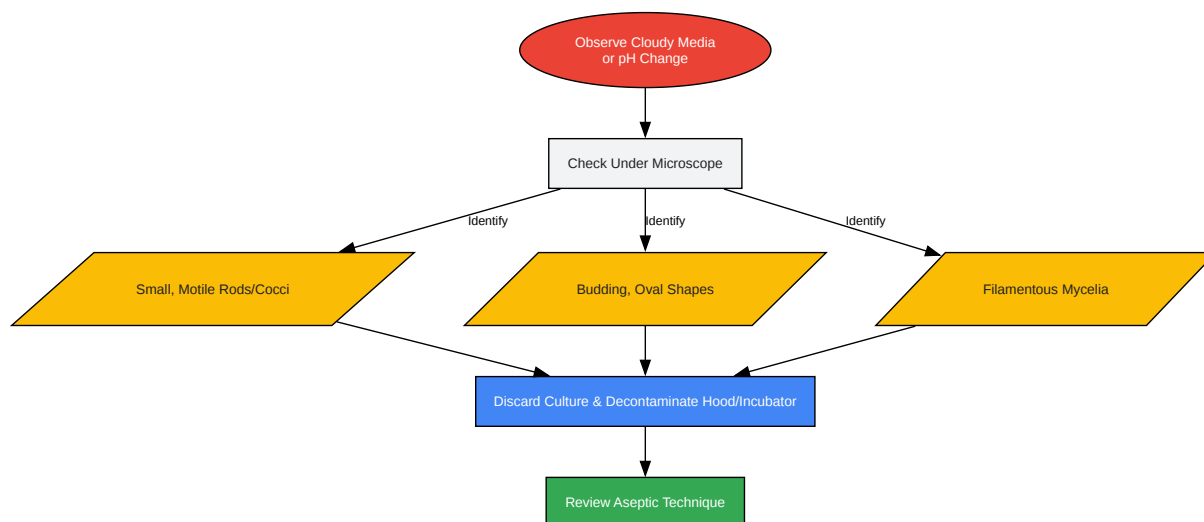 Observe Cloudy Media
or pH Change
Check Under Microscope
Identify
Identify
Identify
Small, Motile Rods/Cocci
Budding, Oval Shapes
Filamentous Mycelia
Discard Culture & Decontaminate Hood/Incubator
Review Aseptic Technique